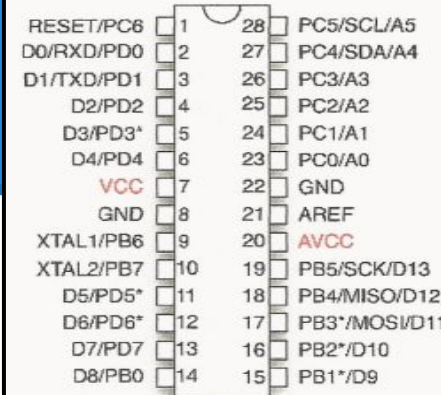 RESET/PC6 1 28 PC5/SCL/A5
D0/RXD/PD0 2 27 PC4/SDA/A4
D1/TXD/PD1 3 26 PC3/A3
D2/PD2 4 25 PC2/A2
D3/PD3* 5 24 PC1/A1
D4/PD4 6 23 PC0/A0
VCC 7 22 GND
GND 8 21 AREF
XTAL1/PB6 9 20 AVCC
XTAL2/PB7 10 19 PB5/SCK/D13
D5/PD5* 11 18 PB4/MISO/D12
D6/PD6* 12 17 PB3*/MOSI/D11
D7/PD7 13 16 PB2*/D10
D8/PB0 14 15 PB1*/D9